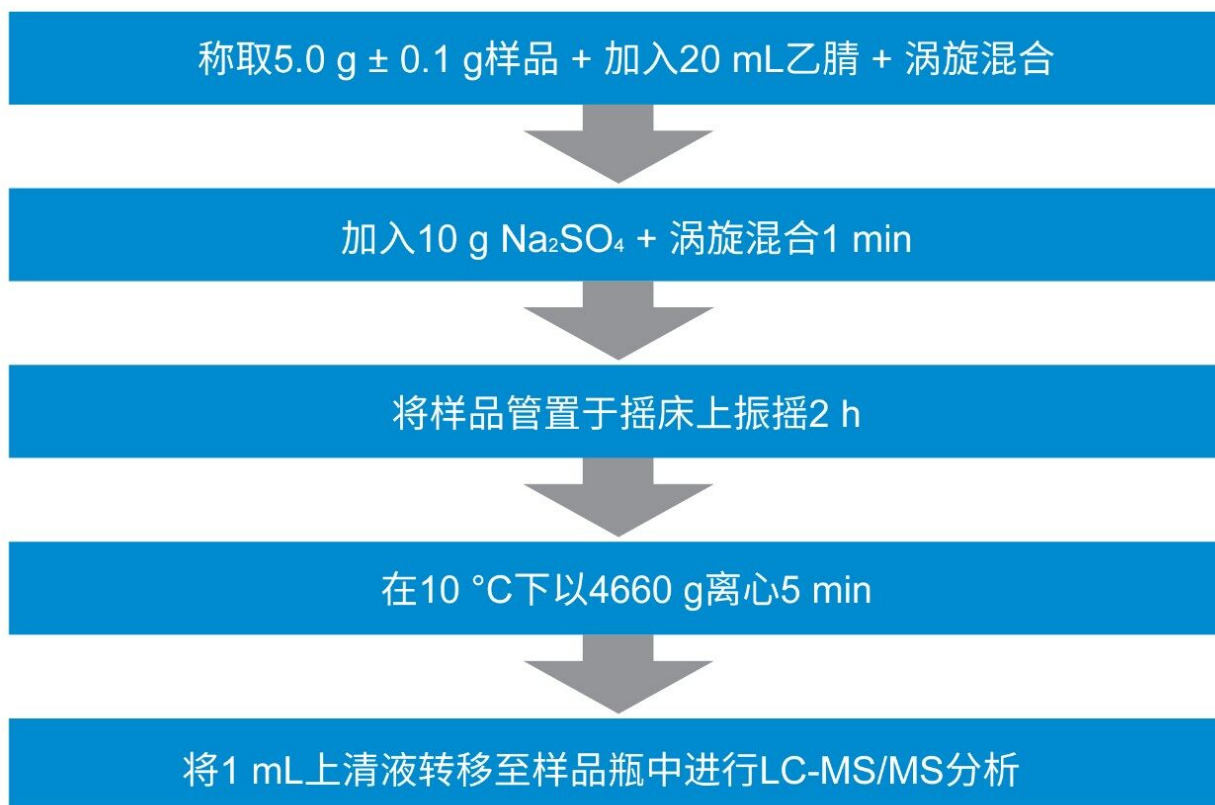 称取5.0 g ± 0.1 g样品 + 加入20 mL乙腈 + 涡旋混合
加入10 g Na₂SO₄ + 涡旋混合1 min
将样品管置于摇床上振摇2 h
在10 °C下以4660 g离心5 min
将1 mL上清液转移至样品瓶中进行LC-MS/MS分析